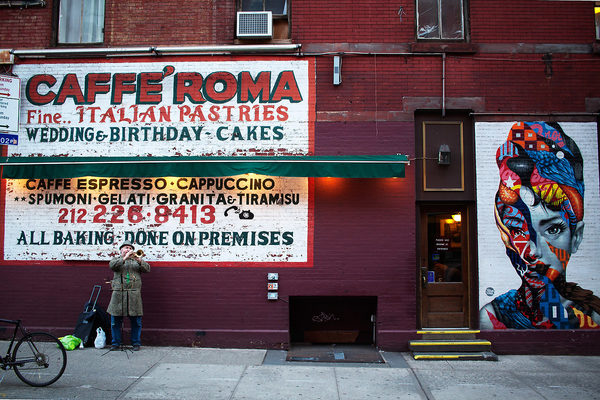 CAFFE´ ROMA
Fine.. ITALIAN PASTRIES
WEDDING & BIRTHDAY - CAKES
CAFFE ESPRESSO • CAPPUCCINO
**SPUMONI • GELATI • GRANITA & TIRAMISU
212 226-8413
ALL BAKING DONE ON PREMISES